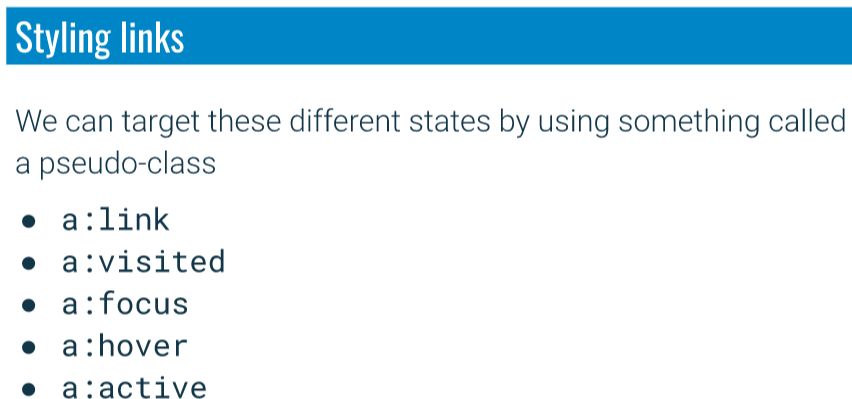 Styling links
We can target these different states by using something called
a pseudo-class
● a:link
● a:visited
● a:focus
● a:hover
● a:active